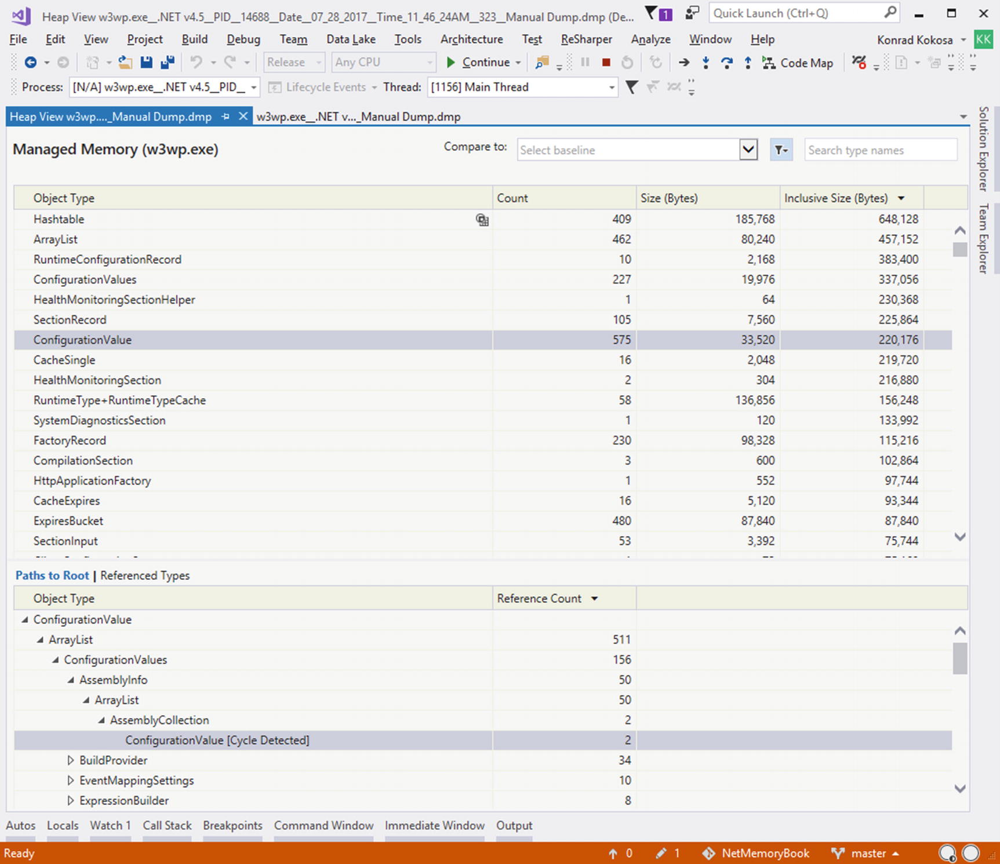 Heap View w3wp.exe__.NET v4.5__PID__14688__Date__07_28_2017__Time_11_46_24AM__323__Manual Dump.dmp (De... 1 Quick Launch (Ctrl+Q)
File Edit View Project Build Debug Team Data Lake Tools Architecture Test ReSharper Analyze Window Help Konrad Kokosa KK
Release Any CPU Continue Code Map
Process: [N/A] w3wp.exe__.NET v4.5__PID__ Lifecycle Events Thread: [1156] Main Thread
Heap View w3wp...._Manual Dump.dmp w3wp.exe__.NET v..._Manual Dump.dmp
Solution Explorer
Team Explorer
Managed Memory (w3wp.exe) Compare to: Select baseline Search type names
Object Type Count Size (Bytes) Inclusive Size (Bytes)
Hashtable 409 185,768 648,128
ArrayList 462 80,240 457,152
RuntimeConfigurationRecord 10 2,168 383,400
ConfigurationValues 227 19,976 337,056
HealthMonitoringSectionHelper 1 64 230,368
SectionRecord 105 7,560 225,864
ConfigurationValue 575 33,520 220,176
CacheSingle 16 2,048 219,720
HealthMonitoringSection 2 304 216,880
RuntimeType+RuntimeTypeCache 58 136,856 156,248
SystemDiagnosticsSection 1 120 133,992
FactoryRecord 230 98,328 115,216
CompilationSection 3 600 102,864
HttpApplicationFactory 1 552 97,744
CacheExpires 16 5,120 93,344
ExpiresBucket 480 87,840 87,840
SectionInput 53 3,392 75,744
Paths to Root | Referenced Types
Object Type Reference Count
ConfigurationValue
ArrayList 511
ConfigurationValues 156
AssemblyInfo 50
ArrayList 50
AssemblyCollection 2
ConfigurationValue [Cycle Detected] 2
BuildProvider 34
EventMappingSettings 10
ExpressionBuilder 8
Autos Locals Watch 1 Call Stack Breakpoints Command Window Immediate Window Output
Ready 0 1 NetMemoryBook master